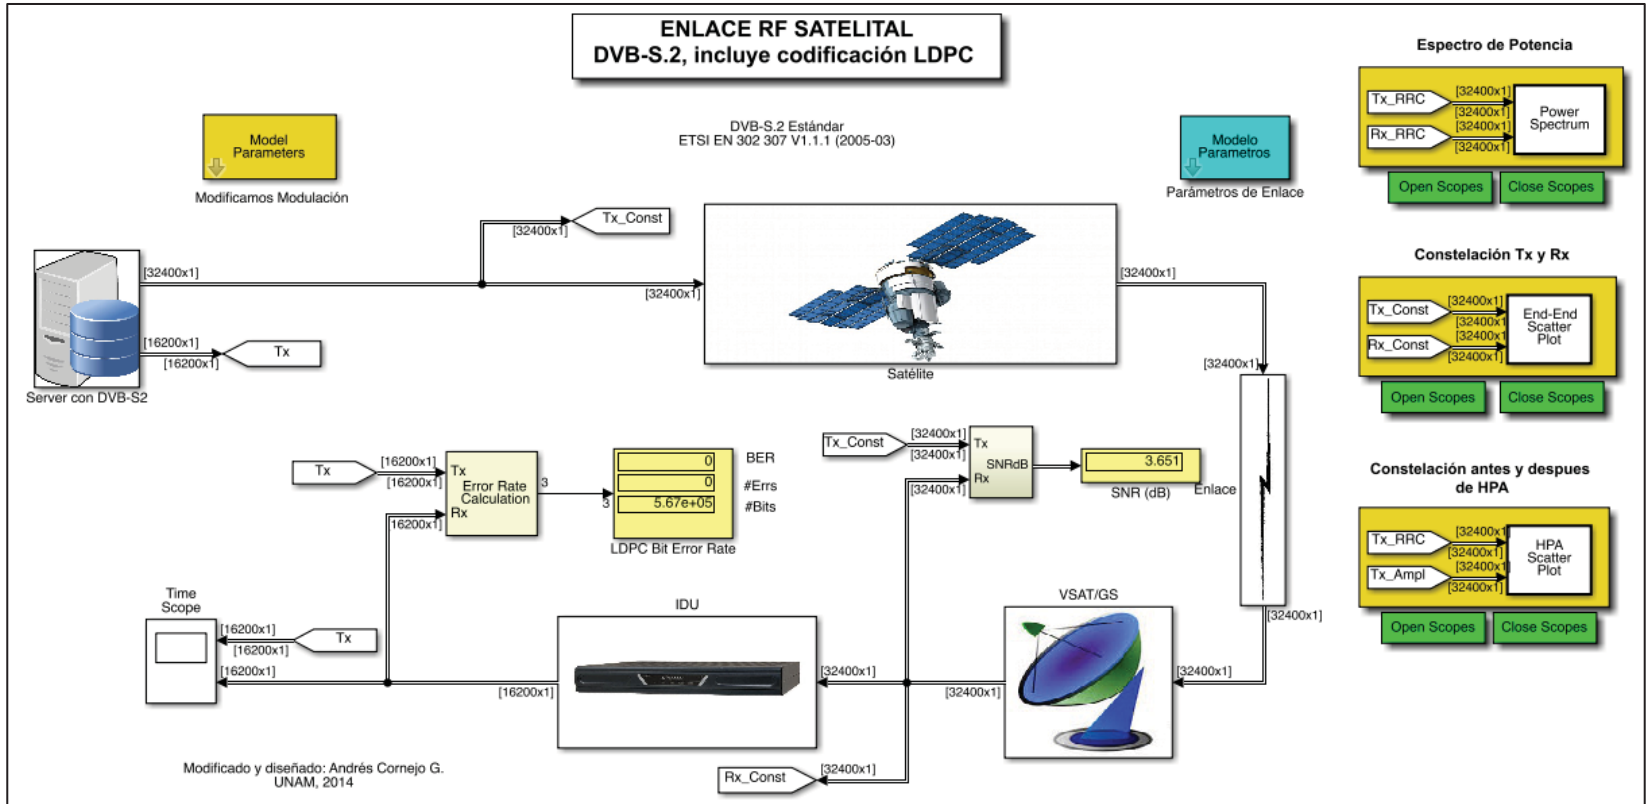 ENLACE RF SATELITAL
DVB-S.2, incluye codificación LDPC
DVB-S.2 Estándar
ETSI EN 302 307 V1.1.1 (2005-03)
Model
Parameters
Modificamos Modulación
Modelo
Parametros
Parámetros de Enlace
Espectro de Potencia
Tx_RRC
[32400x1]
[32400x1]
Rx_RRC
[32400x1]
[32400x1]
Power
Spectrum
Open Scopes
Close Scopes
Tx_Const
[32400x1]
[32400x1]
[32400x1]
Satélite
[32400x1]
[32400x1]
[16200x1]
[16200x1]
Tx
Server con DVB-S2
Constelación Tx y Rx
Tx_Const
[32400x1]
[32400x1]
Rx_Const
[32400x1]
[32400x1]
End-End
Scatter
Plot
Open Scopes
Close Scopes
Tx
[16200x1]
[16200x1]
Tx
Error Rate
Calculation
Rx
16200x1]
3
3
0
0
5.67e+05
BER
#Errs
#Bits
LDPC Bit Error Rate
Tx_Const
[32400x1]
[32400x1]
[32400x1]
Tx
SNRdB
Rx
3.651
SNR (dB)
Enlace
[32400x1]
Constelación antes y despues
de HPA
Tx_RRC
[32400x1]
[32400x1]
Tx_Ampl
[32400x1]
[32400x1]
HPA
Scatter
Plot
Open Scopes
Close Scopes
Time
Scope
[16200x1]
[16200x1]
Tx
[16200x1]
[16200x1]
IDU
[32400x1]
[32400x1]
VSAT/GS
[32400x1]
Rx_Const
[32400x1]
Modificado y diseñado: Andrés Cornejo G.
UNAM, 2014